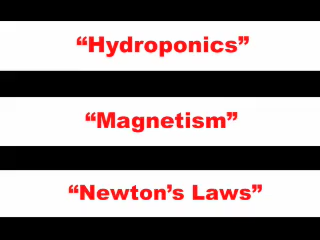 “Hydroponics”
“Magnetism”
“Newton’s Laws”